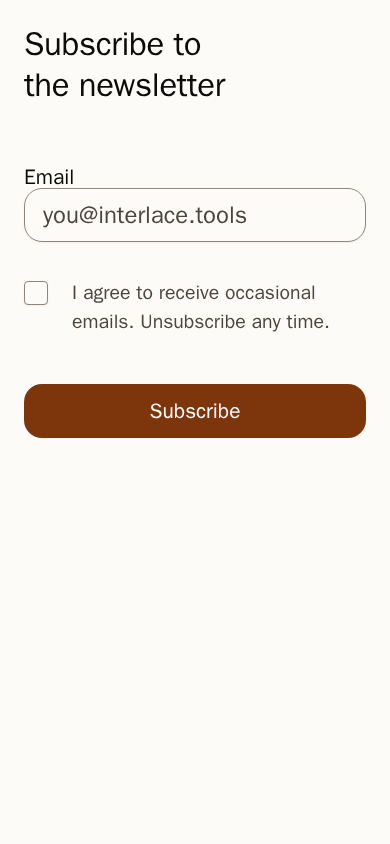 Subscribe to
the newsletter
Email
you@interlace.tools
I agree to receive occasional
emails. Unsubscribe any time.
Subscribe